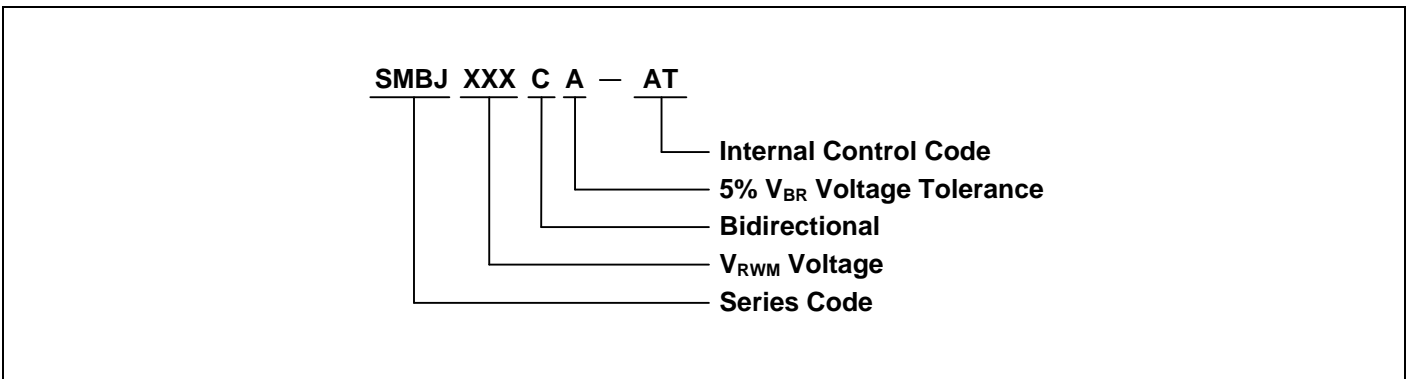 SMBJ XXX C A — AT
Internal Control Code
5% VBR Voltage Tolerance
Bidirectional
VRWM Voltage
Series Code